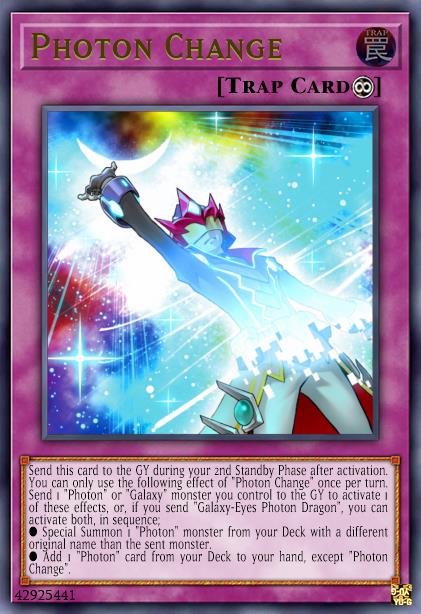 PHOTON CHANGE
TRAP
罠
[TRAP CARD∞]
Send this card to the GY during your 2nd Standby Phase after activation.
You can only use the following effect of "Photon Change" once per turn.
Send 1 "Photon" or "Galaxy" monster you control to the GY to activate 1
of these effects, or, if you send "Galaxy-Eyes Photon Dragon", you can
activate both, in sequence;
● Special Summon 1 "Photon" monster from your Deck with a different
original name than the sent monster.
● Add 1 "Photon" card from your Deck to your hand, except "Photon
Change".
42925441